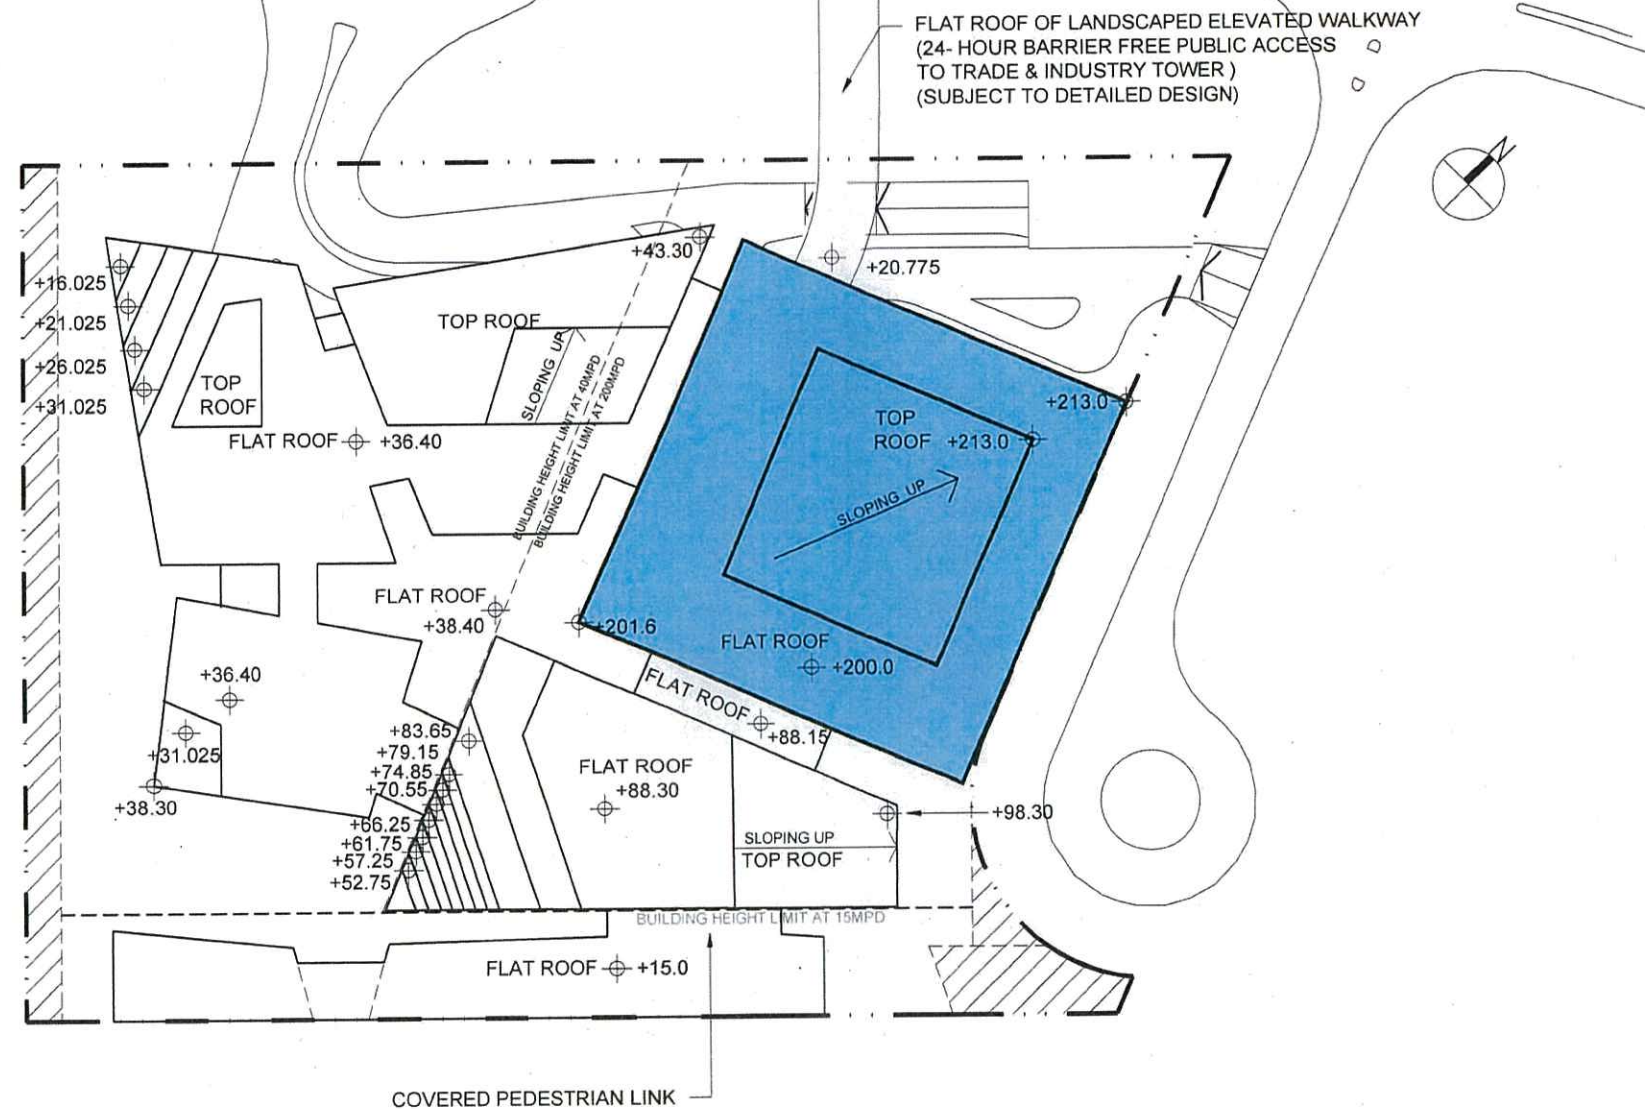 FLAT ROOF OF LANDSCAPED ELEVATED WALKWAY
(24- HOUR BARRIER FREE PUBLIC ACCESS
TO TRADE & INDUSTRY TOWER )
(SUBJECT TO DETAILED DESIGN)
N
+43.30
+20.775
+16.025
+21.025
+26.025
+31.025
TOP ROOF
SLOPING UP
BUILDING HEIGHT LIMIT AT 40MPD
BUILDING HEIGHT LIMIT AT 200MPD
TOP
ROOF
FLAT ROOF
+36.40
+213.0
TOP
ROOF
+213.0
SLOPING UP
FLAT ROOF
+38.40
+201.6
FLAT ROOF
+200.0
+36.40
+31.025
+38.30
FLAT ROOF
+88.15
+83.65
+79.15
+74.85
+70.55
+66.25
+61.75
+57.25
+52.75
FLAT ROOF
+88.30
+98.30
SLOPING UP
TOP ROOF
BUILDING HEIGHT LIMIT AT 15MPD
FLAT ROOF
+15.0
COVERED PEDESTRIAN LINK